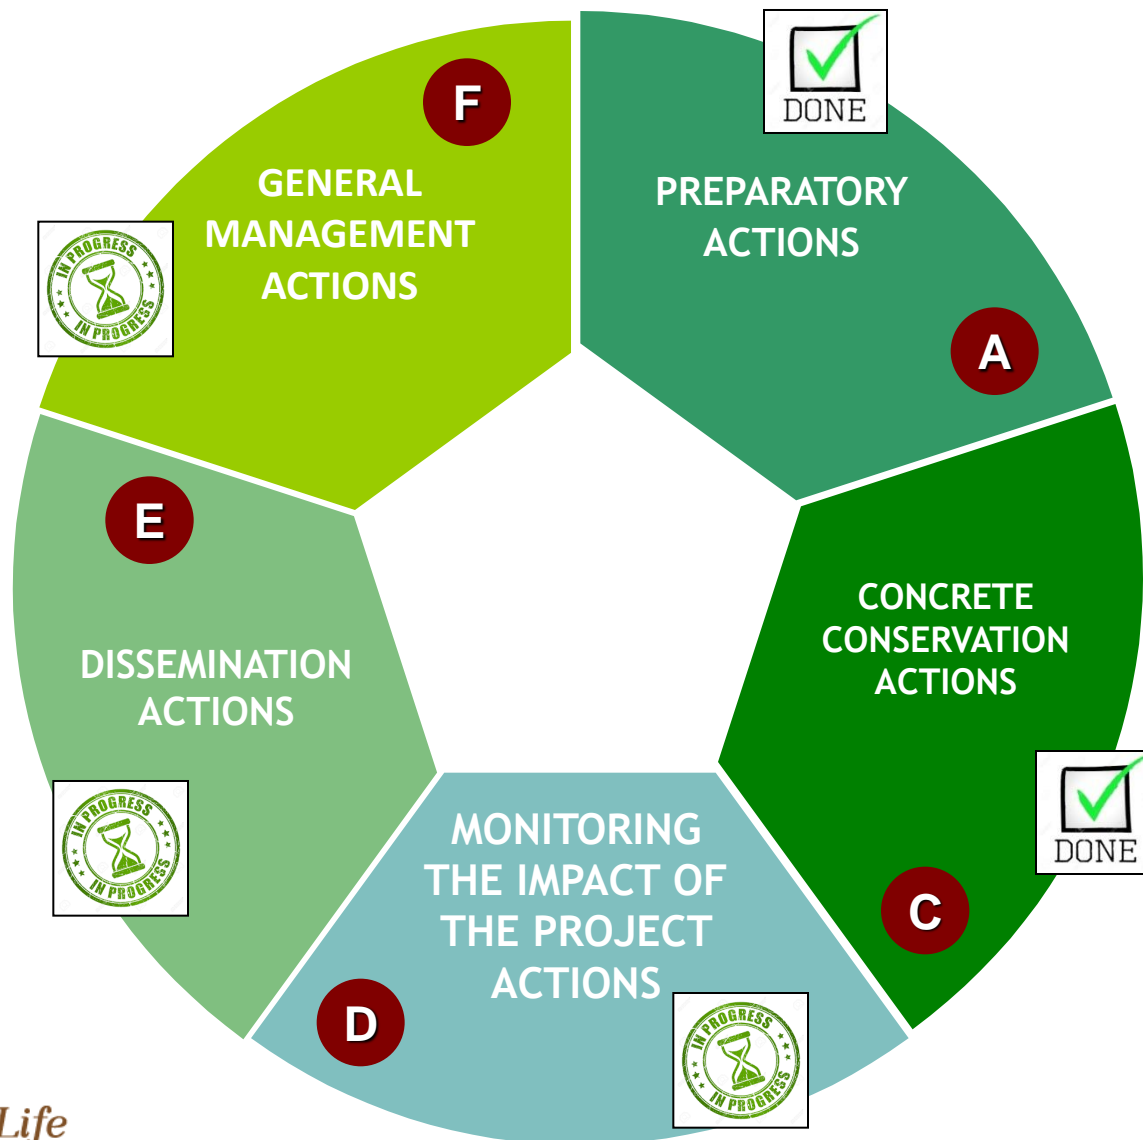 F
GENERAL
MANAGEMENT
ACTIONS
IN PROGRESS
IN PROGRESS
DONE
PREPARATORY
ACTIONS
A
CONCRETE
CONSERVATION
ACTIONS
DONE
C
MONITORING
THE IMPACT OF
THE PROJECT
ACTIONS
D
IN PROGRESS
IN PROGRESS
E
DISSEMINATION
ACTIONS
IN PROGRESS
IN PROGRESS
Life